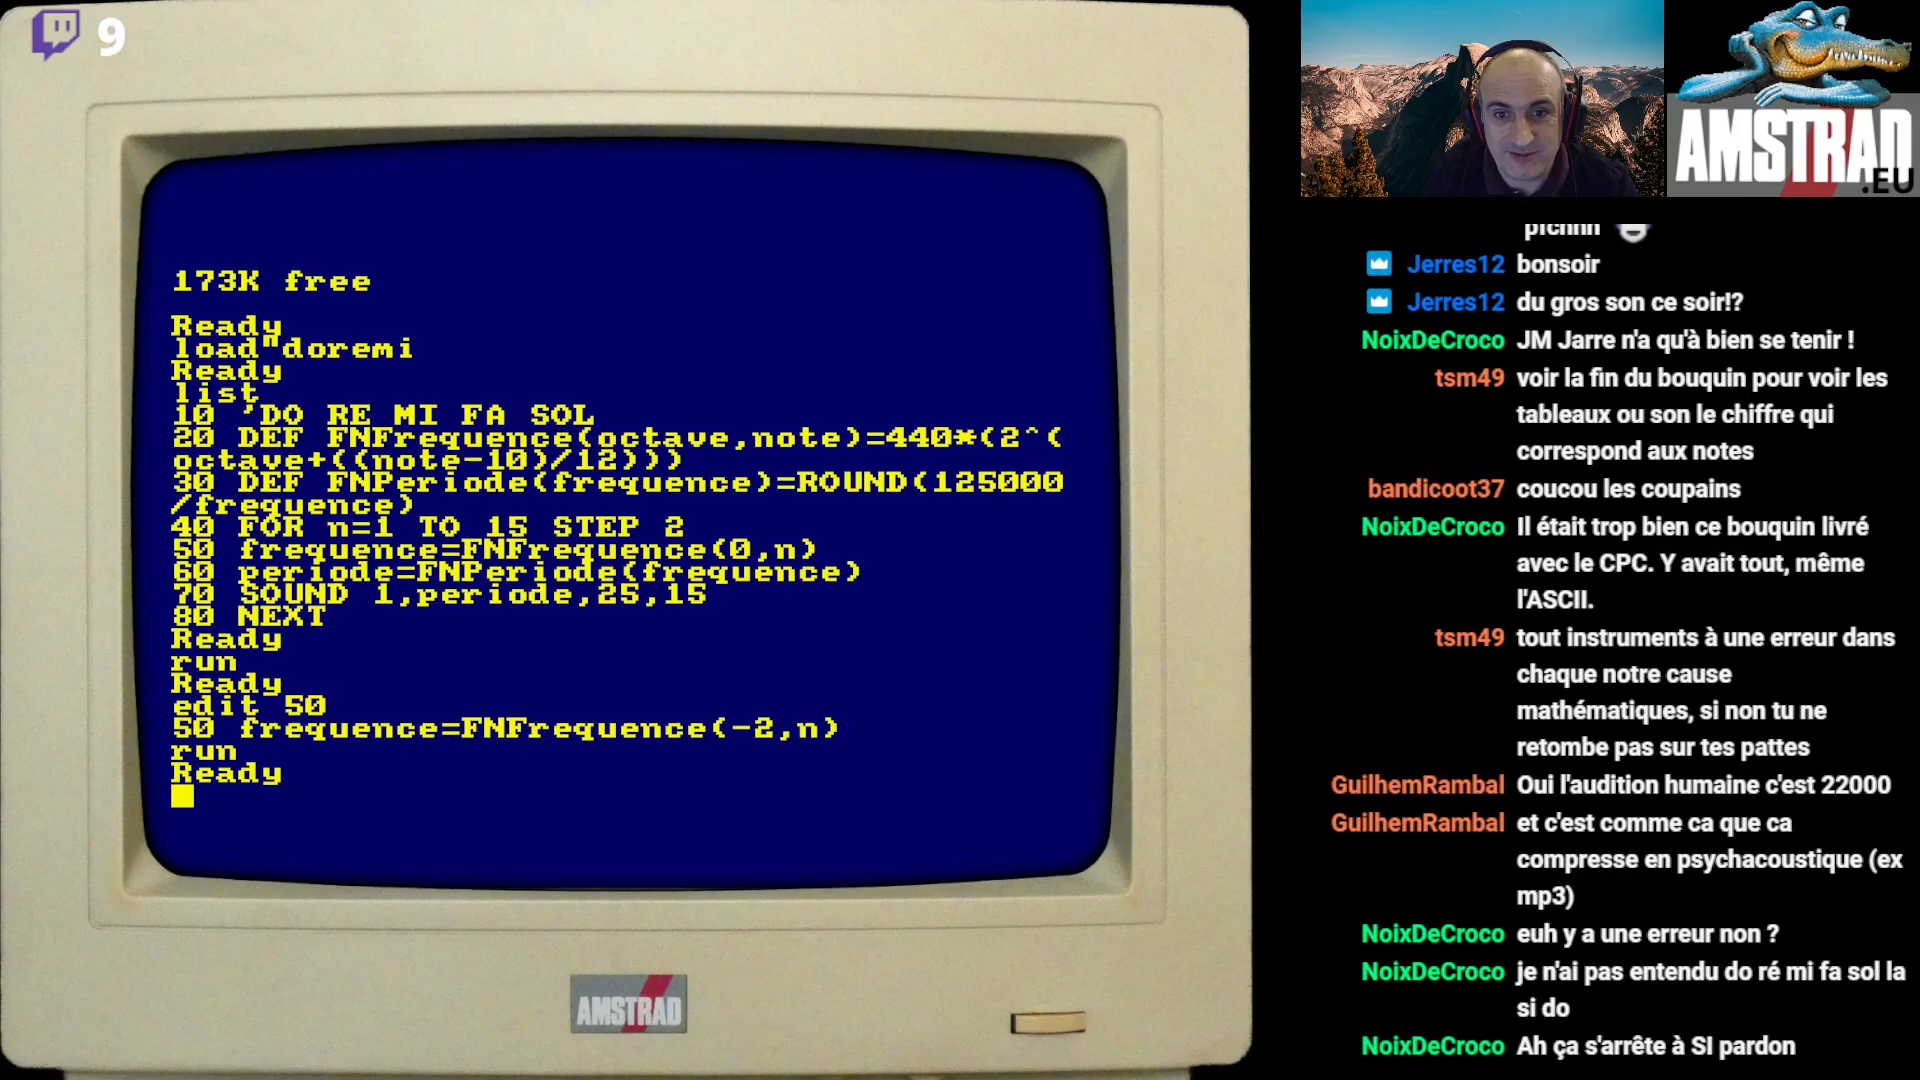 9
173K free
Ready
load"doremi
Ready
list
10 'DO RE MI FA SOL
20 DEF FNFrequence(octave,note)=440*(2^(
octave+((note-10)/12)))
30 DEF FNPeriode(frequence)=ROUND(125000
/frequence)
40 FOR n=1 TO 15 STEP 2
50 frequence=FNFrequence(0,n)
60 periode=FNPeriode(frequence)
70 SOUND 1,periode,25,15
80 NEXT
Ready
run
Ready
edit 50
50 frequence=FNFrequence(-2,n)
run
Ready
AMSTRAD
AMSTRAD
.EU
Jerres12 bonsoir
Jerres12 du gros son ce soir!?
NoixDeCroco JM Jarre n'a qu'à bien se tenir !
tsm49 voir la fin du bouquin pour voir les
tableaux ou son le chiffre qui
correspond aux notes
bandicoot37 coucou les coupains
NoixDeCroco Il était trop bien ce bouquin livré
avec le CPC. Y avait tout, même
l'ASCII.
tsm49 tout instruments à une erreur dans
chaque notre cause
mathématiques, si non tu ne
retombe pas sur tes pattes
GuilhemRambal Oui l'audition humaine c'est 22000
GuilhemRambal et c'est comme ca que ca
compresse en psychacoustique (ex
mp3)
NoixDeCroco euh y a une erreur non ?
NoixDeCroco je n'ai pas entendu do ré mi fa sol la
si do
NoixDeCroco Ah ça s'arrête à SI pardon